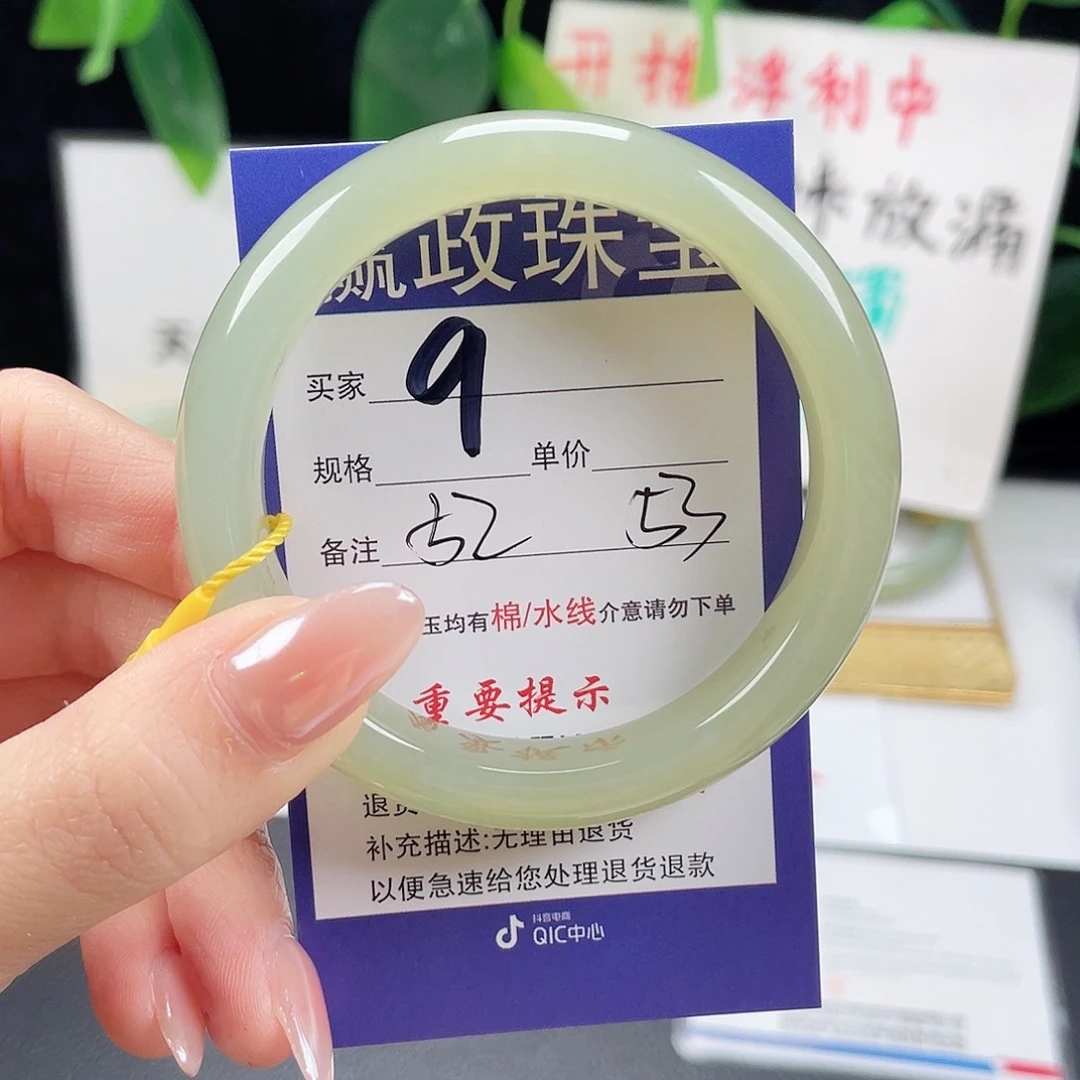 开 中
福利
放漏
天
嬴政珠宝
买家 9
规格 单价
备注 52 53
玉均有棉/水线介意请勿下单
重要提示
退货
补充描述:无理由退货
以便急速给您处理退货退款
抖音电商
QIC中心